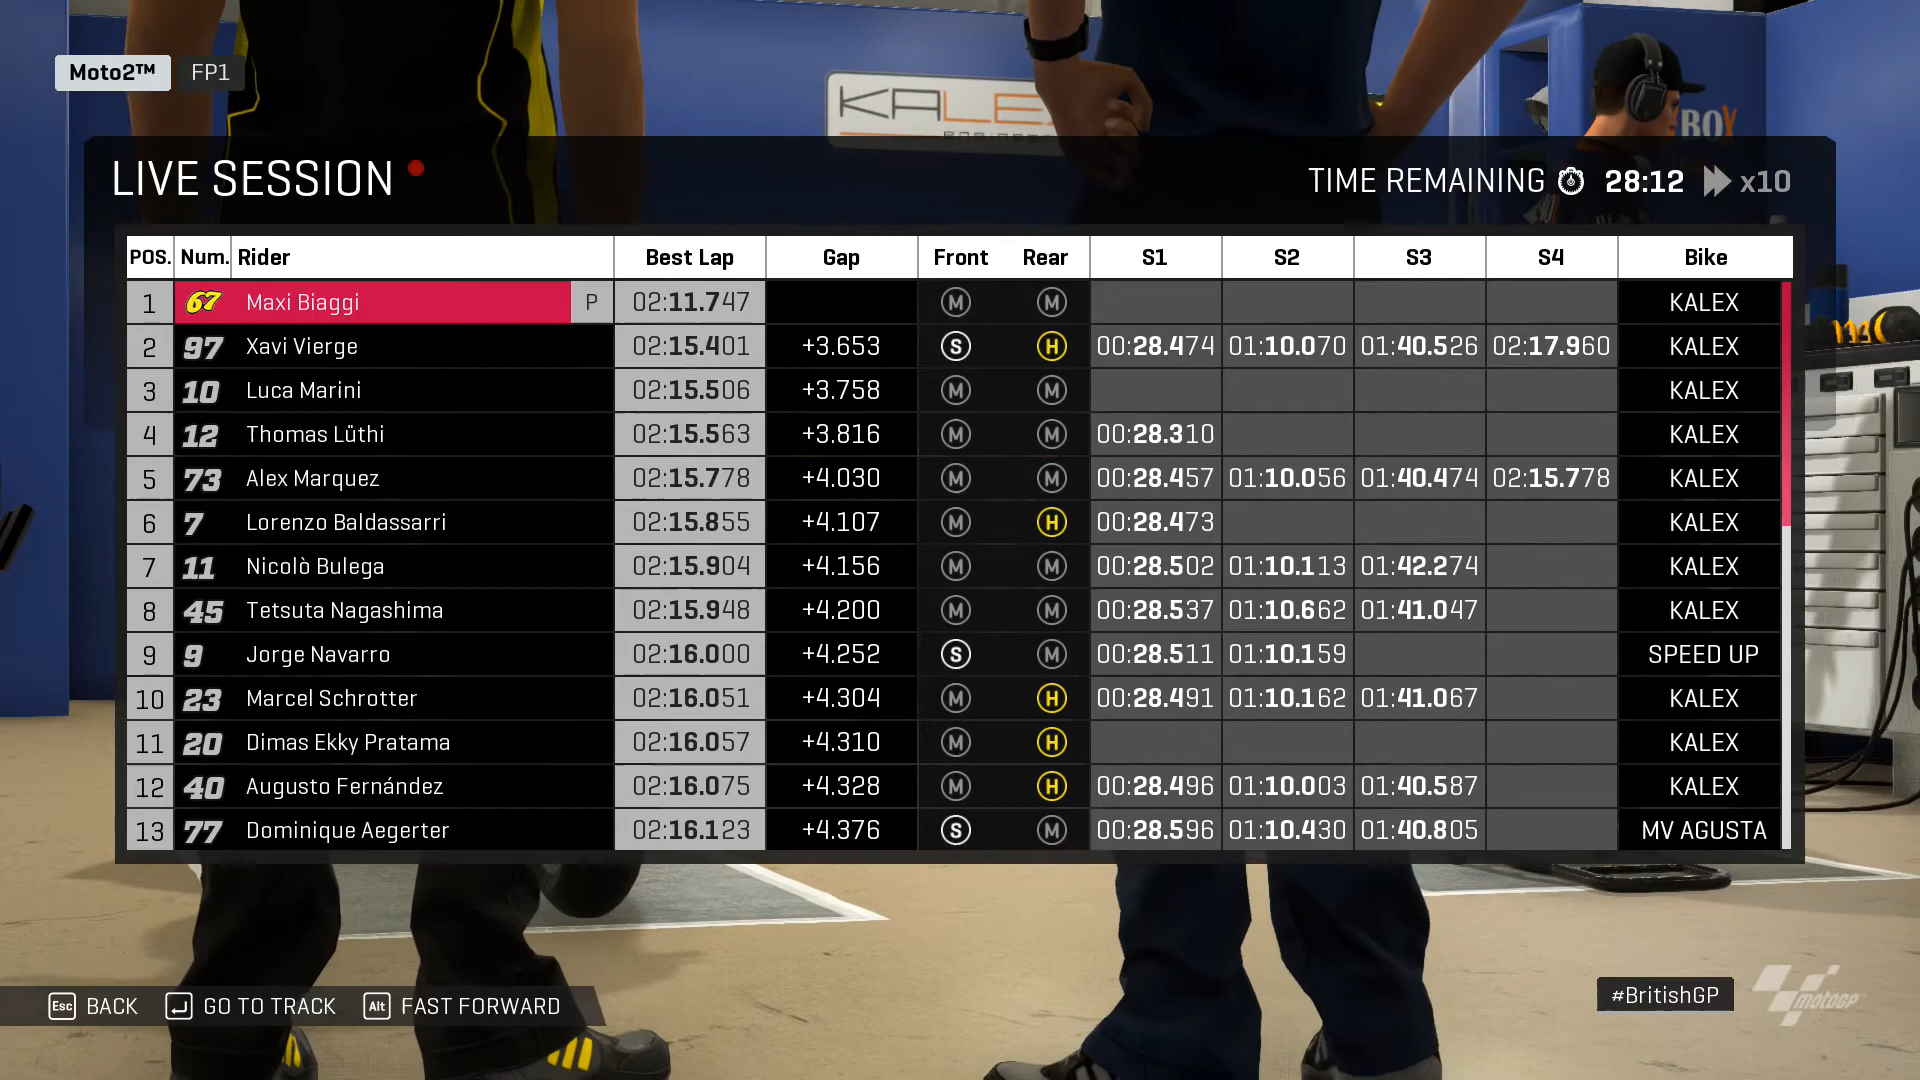 Moto2™ FP1
KALE
BOX
LIVE SESSION
TIME REMAINING 28:12 x10
POS. Num. Rider Best Lap Gap Front Rear S1 S2 S3 S4 Bike
1 67 Maxi Biaggi P 02:11.747 M M KALEX
2 97 Xavi Vierge 02:15.401 +3.653 S H 00:28.474 01:10.070 01:40.526 02:17.960 KALEX
3 10 Luca Marini 02:15.506 +3.758 M M KALEX
4 12 Thomas Lüthi 02:15.563 +3.816 M M 00:28.310 KALEX
5 73 Alex Marquez 02:15.778 +4.030 M M 00:28.457 01:10.056 01:40.474 02:15.778 KALEX
6 7 Lorenzo Baldassarri 02:15.855 +4.107 M H 00:28.473 KALEX
7 11 Nicolò Bulega 02:15.904 +4.156 M M 00:28.502 01:10.113 01:42.274 KALEX
8 45 Tetsuta Nagashima 02:15.948 +4.200 M M 00:28.537 01:10.662 01:41.047 KALEX
9 9 Jorge Navarro 02:16.000 +4.252 S M 00:28.511 01:10.159 SPEED UP
10 23 Marcel Schrotter 02:16.051 +4.304 M H 00:28.491 01:10.162 01:41.067 KALEX
11 20 Dimas Ekky Pratama 02:16.057 +4.310 M H KALEX
12 40 Augusto Fernández 02:16.075 +4.328 M H 00:28.496 01:10.003 01:40.587 KALEX
13 77 Dominique Aegerter 02:16.123 +4.376 S M 00:28.596 01:10.430 01:40.805 MV AGUSTA
#BritishGP
motoGP
Esc BACK GO TO TRACK Alt FAST FORWARD